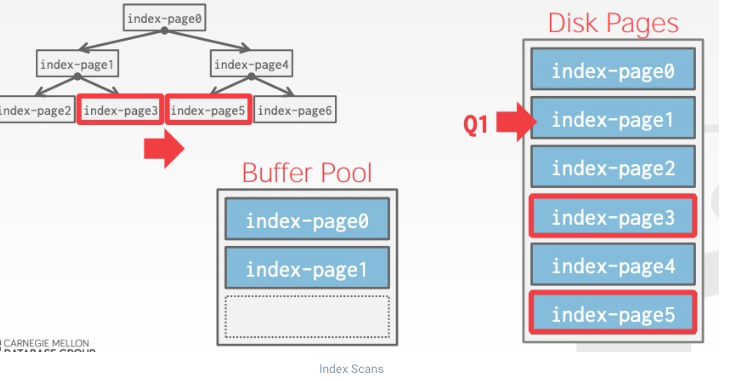 index-page0
Disk Pages
index-page1
index-page4
index-page0
index-page2
index-page3
index-page5
index-page6
Q1
index-page1
index-page2
Buffer Pool
index-page0
index-page3
index-page1
index-page4
index-page5
CARNEGIE MELLON
DATABASE GROUP
Index Scans